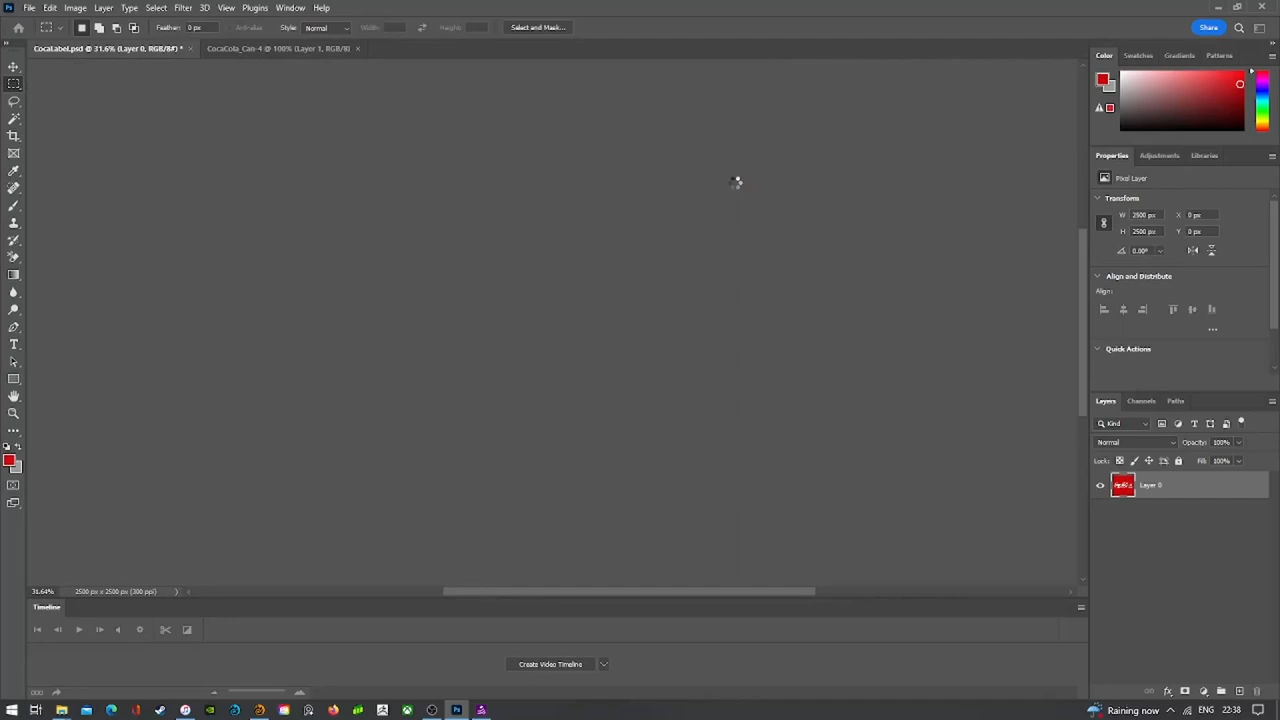 File Edit Image Layer Type Select Filter 3D View Plugins Window Help
Feather: 0 px Anti-alias Style: Normal Width: Height: Select and Mask... Share
CocaLabel.psd @ 31.6% (Layer 0, RGB/8#) * CocaCola_Can-4 @ 100% (Layer 1, RGB/8)
Color Swatches Gradients Patterns
Properties Adjustments Libraries
Pixel Layer
Transform
W 2500 px X 0 px
H 2500 px Y 0 px
0.00°
Align and Distribute
Align:
Quick Actions
Layers Channels Paths
Kind
Normal Opacity: 100%
Lock: Fill: 100%
Layer 0
31.64% 2500 px x 2500 px (300 ppi)
Timeline
Create Video Timeline
Raining now ENG 22:38